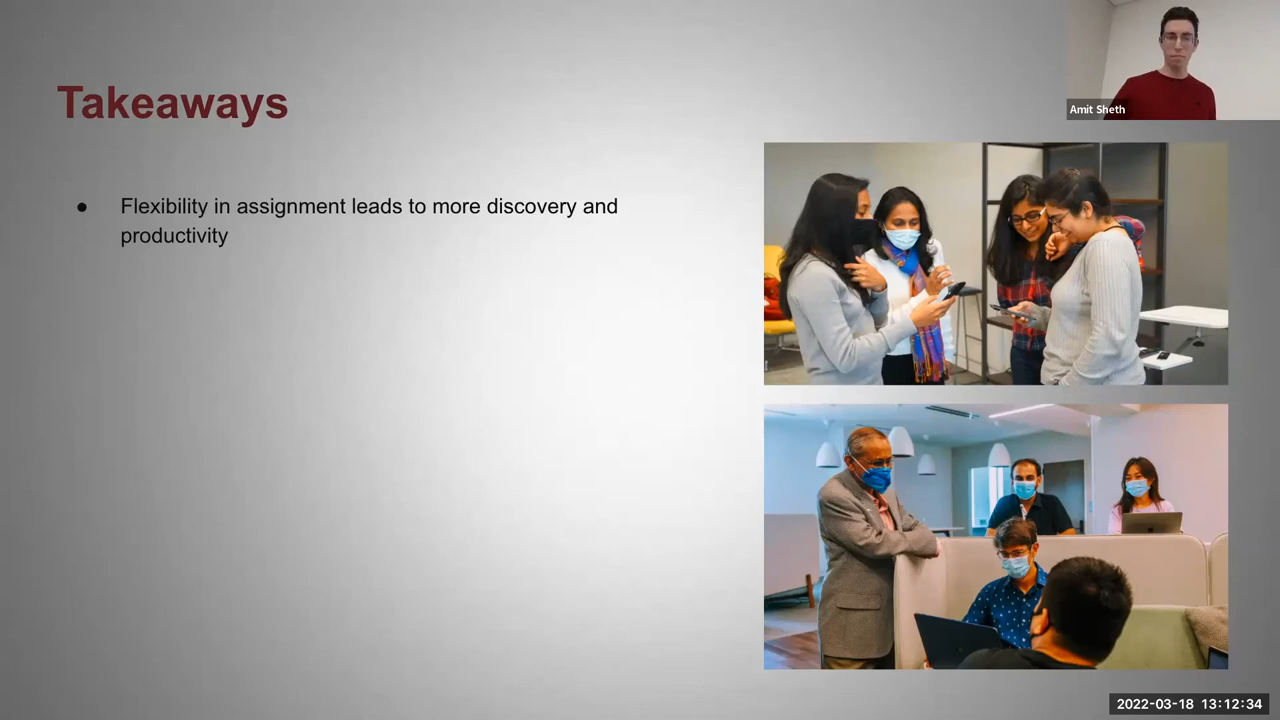 Takeaways
Amit Sheth
● Flexibility in assignment leads to more discovery and
productivity
2022-03-18 13:12:34